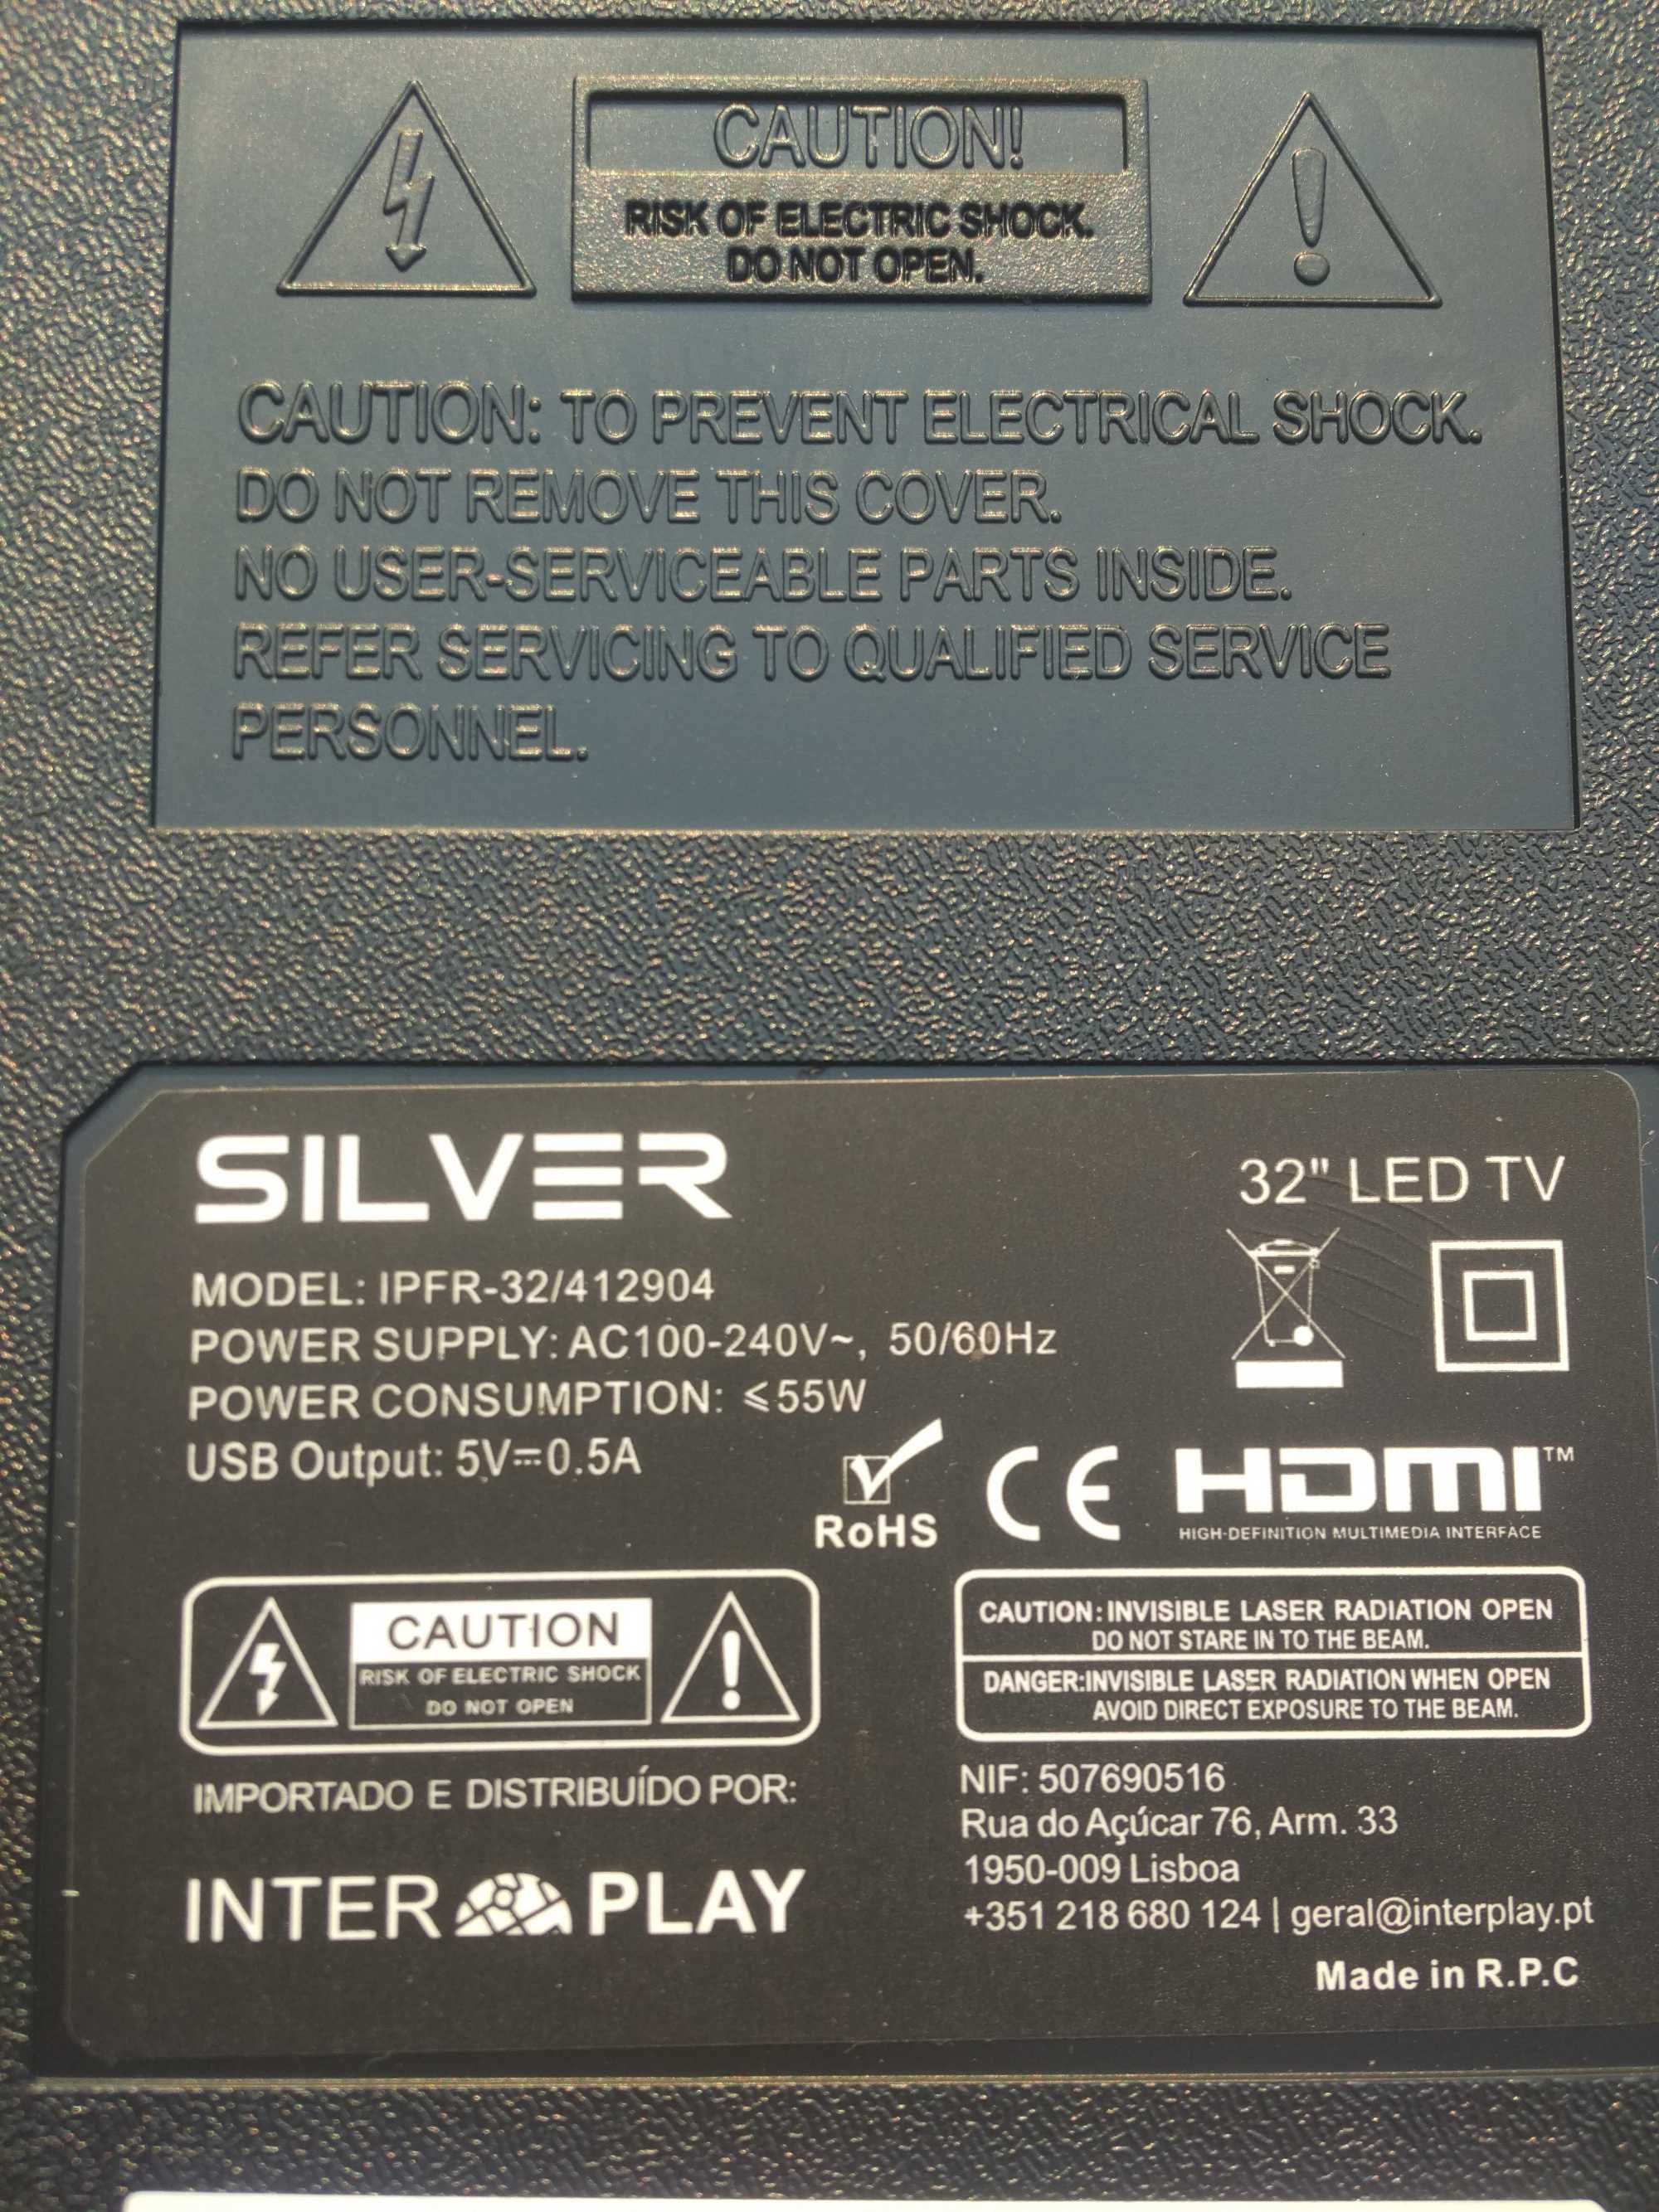 CAUTION!
RISK OF ELECTRIC SHOCK.
DO NOT OPEN.
CAUTION: TO PREVENT ELECTRICAL SHOCK.
DO NOT REMOVE THIS COVER.
NO USER-SERVICEABLE PARTS INSIDE.
REFER SERVICING TO QUALIFIED SERVICE
PERSONNEL.
SILVER
32" LED TV
MODEL: IPFR-32/412904
POWER SUPPLY: AC100-240V~, 50/60Hz
POWER CONSUMPTION: ⩽55W
USB Output: 5V⎓0.5A
RoHS
CE
HDMI™
HIGH-DEFINITION MULTIMEDIA INTERFACE
CAUTION
RISK OF ELECTRIC SHOCK
DO NOT OPEN
CAUTION: INVISIBLE LASER RADIATION OPEN
DO NOT STARE IN TO THE BEAM.
DANGER:INVISIBLE LASER RADIATION WHEN OPEN
AVOID DIRECT EXPOSURE TO THE BEAM.
IMPORTADO E DISTRIBUÍDO POR:
INTER PLAY
NIF: 507690516
Rua do Açúcar 76, Arm. 33
1950-009 Lisboa
+351 218 680 124 | geral@interplay.pt
Made in R.P.C